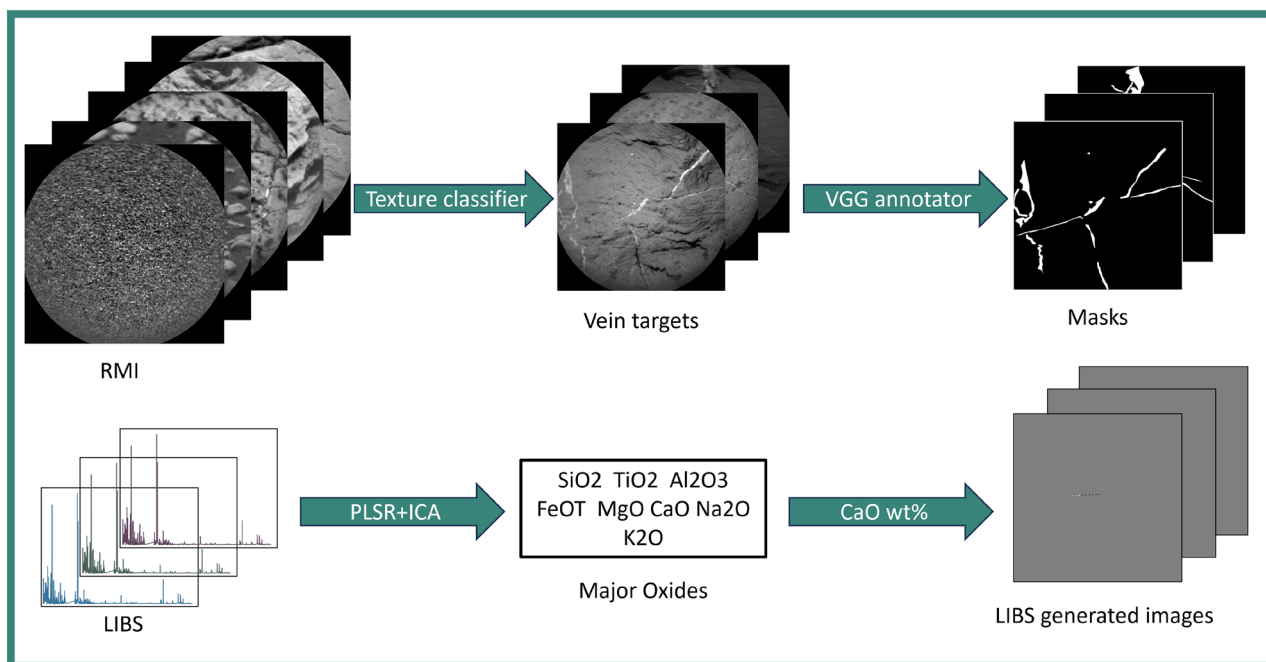 Texture classifier
VGG annotator
RMI
Vein targets
Masks
PLSR+ICA
SiO2 TiO2 Al2O3
FeOT MgO CaO Na2O
K2O
CaO wt%
LIBS
Major Oxides
LIBS generated images